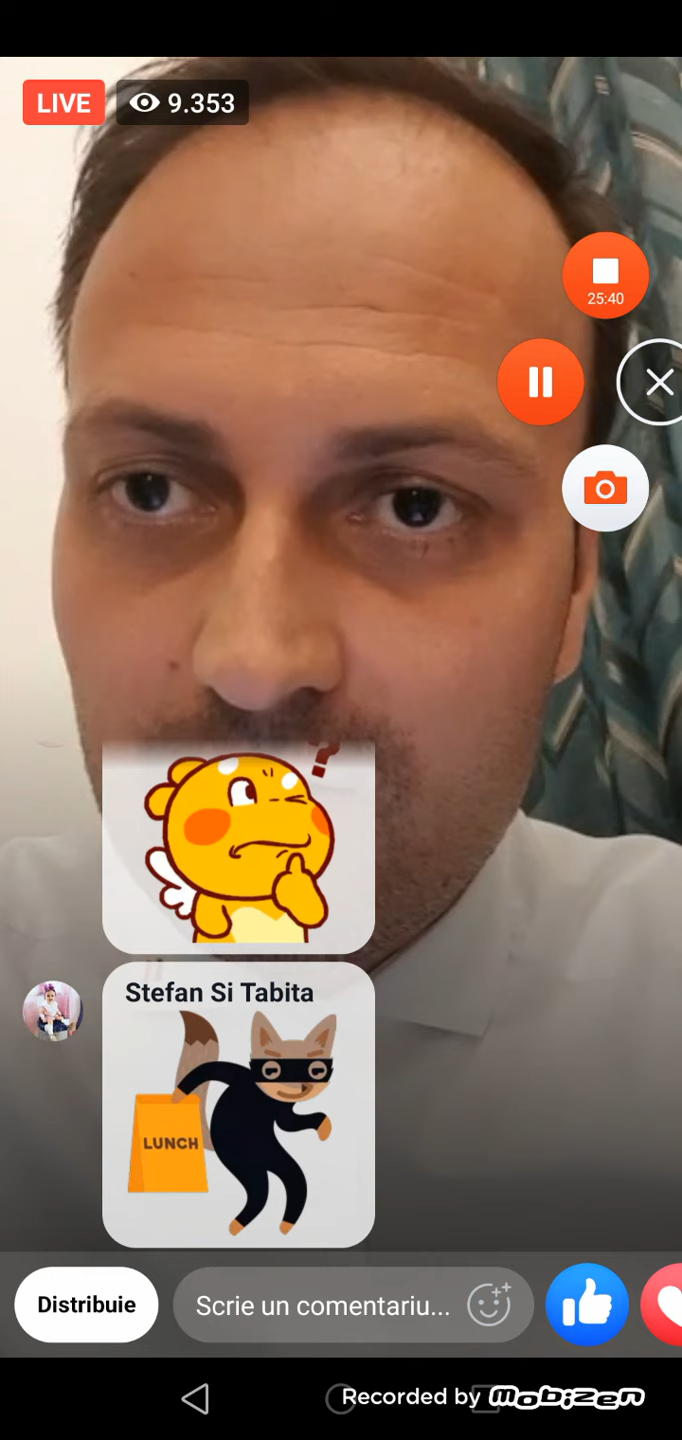 LIVE
9.353
25:40
?
Stefan Si Tabita
LUNCH
Distribuie
Scrie un comentariu...
Recorded by mobizen